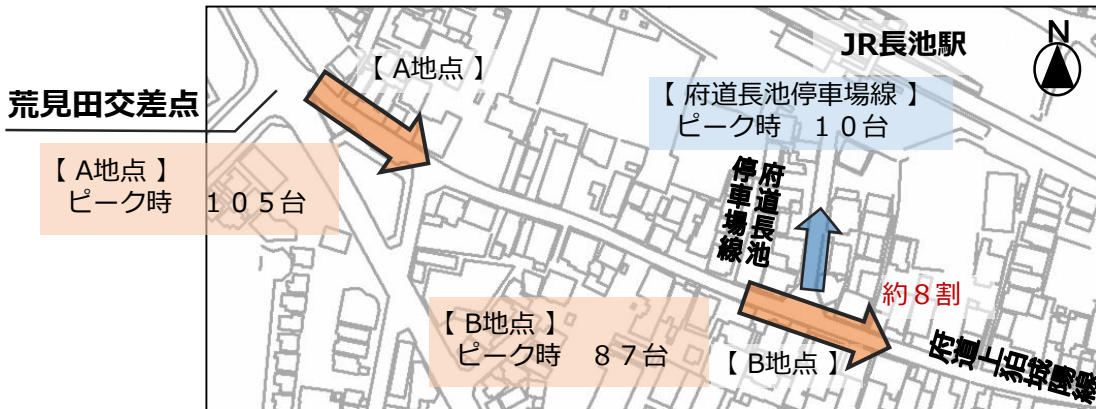 荒見田交差点
【 A地点 】
ピーク時　１０５台
【 A地点 】
JR長池駅
N
【 府道長池停車場線 】
ピーク時　１０台
府道長池
停車場線
約８割
【 B地点 】
ピーク時　８７台
【 B地点 】
府道上狛城陽線